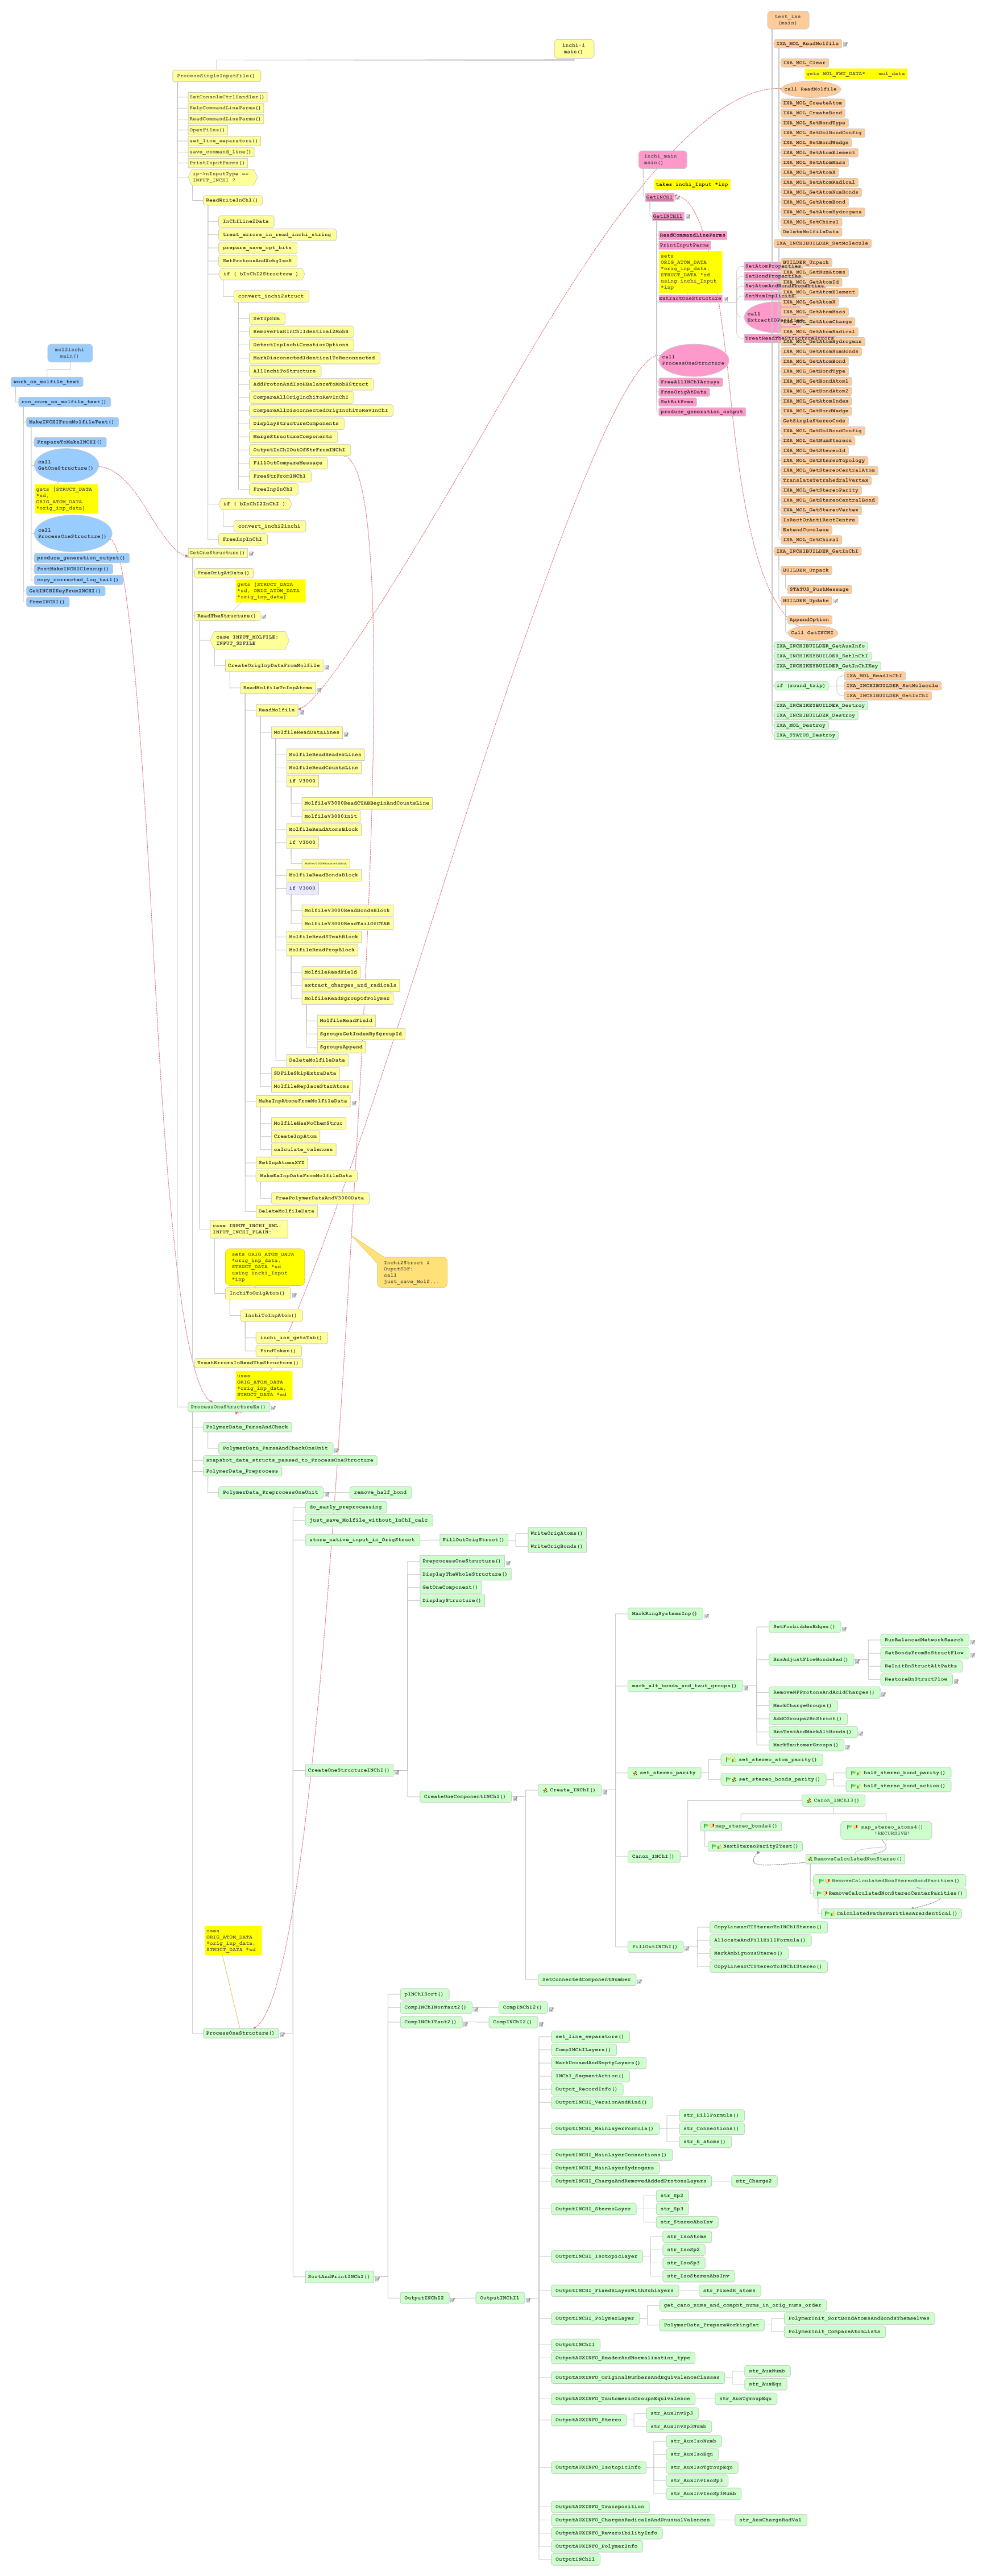 test_ixa
(main)
IXA_MOL_ReadMolfile
IXA_MOL_Clear
gets MOL_FMT_DATA* mol_data
call ReadMolfile
IXA_MOL_CreateAtom
IXA_MOL_CreateBond
IXA_MOL_SetBondType
IXA_MOL_SetDblBondConfig
IXA_MOL_SetBondWedge
IXA_MOL_SetAtomElement
IXA_MOL_SetAtomMass
IXA_MOL_SetAtomX
IXA_MOL_SetAtomRadical
IXA_MOL_GetAtomNumBonds
IXA_MOL_GetAtomBond
IXA_MOL_SetAtomHydrogens
IXA_MOL_SetChiral
DeleteMolfileData
IXA_INCHIBUILDER_SetMolecule
BUILDER_Unpack
IXA_MOL_GetNumAtoms
IXA_MOL_GetAtomId
IXA_MOL_GetAtomElement
IXA_MOL_GetAtomX
IXA_MOL_GetAtomMass
IXA_MOL_GetAtomCharge
IXA_MOL_GetAtomRadical
IXA_MOL_GetAtomHydrogens
IXA_MOL_GetAtomNumBonds
IXA_MOL_GetAtomBond
IXA_MOL_GetBondType
IXA_MOL_GetBondAtom1
IXA_MOL_GetBondAtom2
IXA_MOL_GetAtomIndex
IXA_MOL_GetBondWedge
GetSingleStereoCode
IXA_MOL_GetDblBondConfig
IXA_MOL_GetNumStereos
IXA_MOL_GetStereoId
IXA_MOL_GetStereoTopology
IXA_MOL_GetStereoCentralAtom
TranslateTetrahedralVertex
IXA_MOL_GetStereoParity
IXA_MOL_GetStereoCentralBond
IXA_MOL_GetStereoVertex
IsRectOrAntiRectCentre
ExtendCumulene
IXA_MOL_SetChiral
IXA_INCHIBUILDER_GetInChI
BUILDER_Unpack
STATUS_PushMessage
BUILDER_Update
AppendOption
Call GetINCHI
IXA_INCHIBUILDER_GetAuxInfo
IXA_INCHIKEYBUILDER_SetInChI
IXA_INCHIKEYBUILDER_GetInChIKey
if (round_trip)
IXA_MOL_ReadInChI
IXA_INCHIBUILDER_SetMolecule
IXA_INCHIBUILDER_GetInChI
IXA_INCHIKEYBUILDER_Destroy
IXA_INCHIBUILDER_Destroy
IXA_MOL_Destroy
IXA_STATUS_Destroy
inchi_main
main()
takes inchi_Input *inp
GetINCHI
GetINCHI1
ReadCommandLineParms
PrintInputParms
sets
ORIG_ATOM_DATA
*orig_inp_data,
STRUCT_DATA *sd
using inchi_Input
*inp
ExtractOneStructure
SetAtomProperties
SetBondProperties
SetAtomAndBondProperties
SetNumImplicitH
call
Extract0DParities
TreatReadTheStructureErrors
call
ProcessOneStructure
FreeAllINChIArrays
FreeOrigAtData
SetBitFree
produce_generation_output
inchi-1
main()
ProcessSingleInputFile()
SetConsoleCtrlHandler()
HelpCommandLineParms()
ReadCommandLineParms()
OpenFiles()
set_line_separators()
save_command_line()
PrintInputParms()
ip->nInputType ==
INPUT_INCHI ?
ReadWriteInChI()
InChILine2Data
treat_errors_in_read_inchi_string
prepare_save_opt_bits
SetProtonsAndXchgIsoH
if ( bInChI2Structure )
convert_inchi2struct
SetUpSrm
RemoveFixHInChIIdentical2MobH
DetectInpInchiCreationOptions
MarkDisconectedIdenticalToReconnected
AllInchiToStructure
AddProtonAndIsoHBalanceToMobHStruct
CompareAllOrigInchiToRevInChI
CompareAllDisconnectedOrigInchiToRevInChI
DisplayStructureComponents
MergeStructureComponents
OutputInChIOutOfStrFromINChI
FillOutCompareMessage
FreeStrFromINChI
FreeInpInChI
if ( bInChI2InChI )
convert_inchi2inchi
FreeInpInChI
mol2inchi
main()
work_on_molfile_text
run_once_on_molfile_text()
MakeINCHIFromMolfileText()
PrepareToMakeINCHI()
call
GetOneStructure()
gets [STRUCT_DATA
*sd,
ORIG_ATOM_DATA
*orig_inp_data]
call
ProcessOneStructure()
produce_generation_output()
PostMakeINCHICleanup()
copy_corrected_log_tail()
GetINCHIKeyFromINCHI()
FreeINCHI()
GetOneStructure()
FreeOrigAtData()
gets [STRUCT_DATA
*sd, ORIG_ATOM_DATA
*orig_inp_data]
ReadTheStructure()
case INPUT_MOLFILE:
INPUT_SDFILE
CreateOrigInpDataFromMolfile
ReadMolfileToInpAtoms
ReadMolfile
MolfileReadDataLines
MolfileReadHeaderLines
MolfileReadCountsLine
if V3000
MolfileV3000ReadCTABBeginAndCountsLine
MolfileV3000Init
MolfileReadAtomsBlock
if V3000
MolfileReadBondsBlock
if V3000
MolfileV3000ReadBondsBlock
MolfileV3000ReadTailOfCTAB
MolfileReadSTextBlock
MolfileReadPropBlock
MolfileReadField
extract_charges_and_radicals
MolfileReadSgroupOfPolymer
MolfileReadField
SgroupsGetIndexBySgroupId
SgroupsAppend
DeleteMolfileData
SDFileSkipExtraData
MolfileReplaceStarAtoms
MakeInpAtomsFromMolfileData
MolfileHasNoChemStruc
CreateInpAtom
calculate_valences
SetInpAtomsXYZ
MakeExInpDataFromMolfileData
FreePolymerDataAndV3000Data
DeleteMolfileData
case INPUT_INCHI_XML:
INPUT_INCHI_PLAIN:
sets ORIG_ATOM_DATA
*orig_inp_data,
STRUCT_DATA *sd
using inchi_Input
*inp
InchiToOrigAtom()
InchiToInpAtom()
inchi_ios_getsTab()
FindToken()
Inchi2Struct &
OuputSDF:
call
just_save_Molf...
TreatErrorsInReadTheStructure()
uses
ORIG_ATOM_DATA
*orig_inp_data,
STRUCT_DATA *sd
ProcessOneStructureEx()
PolymerData_ParseAndCheck
PolymerData_ParseAndCheckOneUnit
snapshot_data_structs_passed_to_ProcessOneStructure
PolymerData_Preprocess
PolymerData_PreprocessOneUnit
remove_half_bond
do_early_preprocessing
just_save_Molfile_without_InChI_calc
store_native_input_in_OrigStruct
FillOutOrigStruct()
WriteOrigAtoms()
WriteOrigBonds()
PreprocessOneStructure()
DisplayTheWholeStructure()
GetOneComponent()
DisplayStructure()
CreateOneStructureINChI()
CreateOneComponentINChI()
Create_INChI()
MarkRingSystemsInp()
mark_alt_bonds_and_taut_groups()
SetForbiddenEdges()
BnsAdjustFlowBondsRad()
RunBalancedNetworkSearch
SetBondsFromBnStructFlow
ReInitBnStructAltPaths
RestoreBnStructFlow
RemoveNPProtonsAndAcidCharges()
MarkChargeGroups()
AddCGroups2BnStruct()
BnsTestAndMarkAltBonds()
MarkTautomerGroups()
set_stereo_parity
set_stereo_atom_parity()
set_stereo_bonds_parity()
half_stereo_bond_parity()
half_stereo_bond_action()
Canon_INChI()
Canon_INChI3()
map_stereo_bonds4()
map_stereo_atoms4()
!RECURSIVE!
NextStereoParity2Test()
RemoveCalculatedNonStereo()
RemoveCalculatedNonStereoBondParities()
RemoveCalculatedNonStereoCenterParities()
CalculatedPathsParitiesAreIdentical()
FillOutINChI()
CopyLinearCTStereoToINChIStereo()
AllocateAndFillHillFormula()
MarkAmbiguousStereo()
CopyLinearCTStereoToINChIStereo()
SetConnectedComponentNumber
uses
ORIG_ATOM_DATA
*orig_inp_data,
STRUCT_DATA *sd
ProcessOneStructure()
SortAndPrintINChI()
pINChISort()
CompINChINonTaut2()
CompINChI2()
CompINChITaut2()
CompINChI2()
OutputINChI2
OutputINChI1
set_line_separators()
CompINChILayers()
MarkUnusedAndEmptyLayers()
INChI_SegmentAction()
Output_RecordInfo()
OutputINCHI_VersionAndKind()
OutputINCHI_MainLayerFormula()
str_HillFormula()
str_Connections()
str_H_atoms()
OutputINCHI_MainLayerConnections()
OutputINCHI_MainLayerHydrogens
OutputINCHI_ChargeAndRemovedAddedProtonsLayers
str_Charge2
OutputINCHI_StereoLayer
str_Sp2
str_Sp3
str_StereoAbsInv
OutputINCHI_IsotopicLayer
str_IsoAtoms
str_IsoSp2
str_IsoSp3
str_IsoStereoAbsInv
OutputINCHI_FixedHLayerWithSublayers
str_FixedH_atoms
OutputINCHI_PolymerLayer
get_cano_nums_and_compnt_nums_in_orig_nums_order
PolymerData_PrepareWorkingSet
PolymerUnit_SortBondAtomsAndBondsThemselves
PolymerUnit_CompareAtomLists
OutputINChI1
OutputAUXINFO_HeaderAndNormalization_type
OutputAUXINFO_OriginalNumbersAndEquivalenceClasses
str_AuxNumb
str_AuxEqu
OutputAUXINFO_TautomericGroupsEquivalence
str_AuxTgroupEqu
OutputAUXINFO_Stereo
str_AuxInvSp3
str_AuxInvSp3Numb
OutputAUXINFO_IsotopicInfo
str_AuxIsoNumb
str_AuxIsoEqu
str_AuxIsoTgroupEqu
str_AuxInvIsoSp3
str_AuxInvIsoSp3Numb
OutputAUXINFO_Transposition
OutputAUXINFO_ChargesRadicalsAndUnusualValences
str_AuxChargeRadVal
OutputAUXINFO_ReversibilityInfo
OutputAUXINFO_PolymerInfo
OutputINChI1